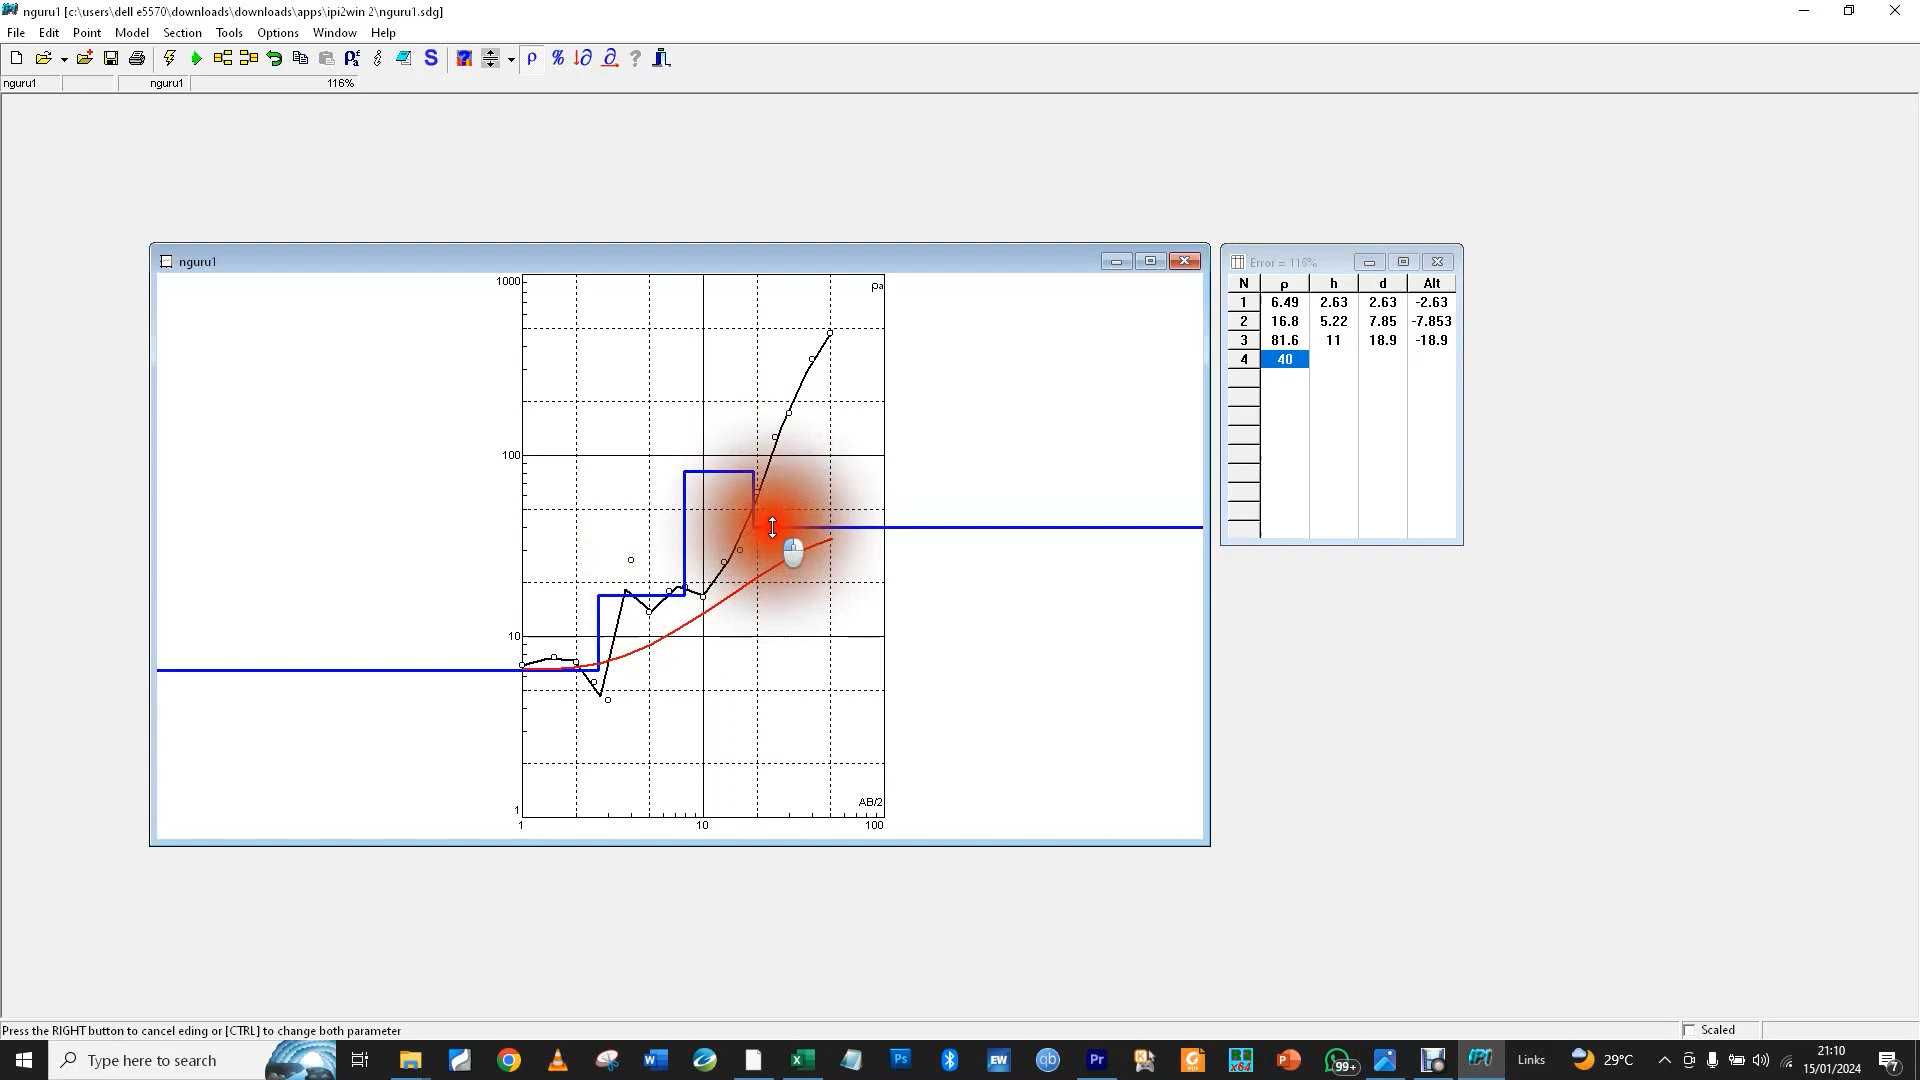 nguru1 [c:\users\dell e5570\downloads\downloads\apps\ipi2win 2\nguru1.sdg]
File Edit Point Model Section Tools Options Window Help
ρ % ∂ ∂ ?
nguru1 nguru1 116%
nguru1
1000
ρa
100
10
1
AB/2
1 10 100
Error = 116%
N ρ h d Alt
1 6.49 2.63 2.63 -2.63
2 16.8 5.22 7.85 -7.853
3 81.6 11 18.9 -18.9
4 40
Press the RIGHT button to cancel eding or [CTRL] to change both parameter
Scaled
Type here to search
99+
Links
29°C
21:10
15/01/2024
7